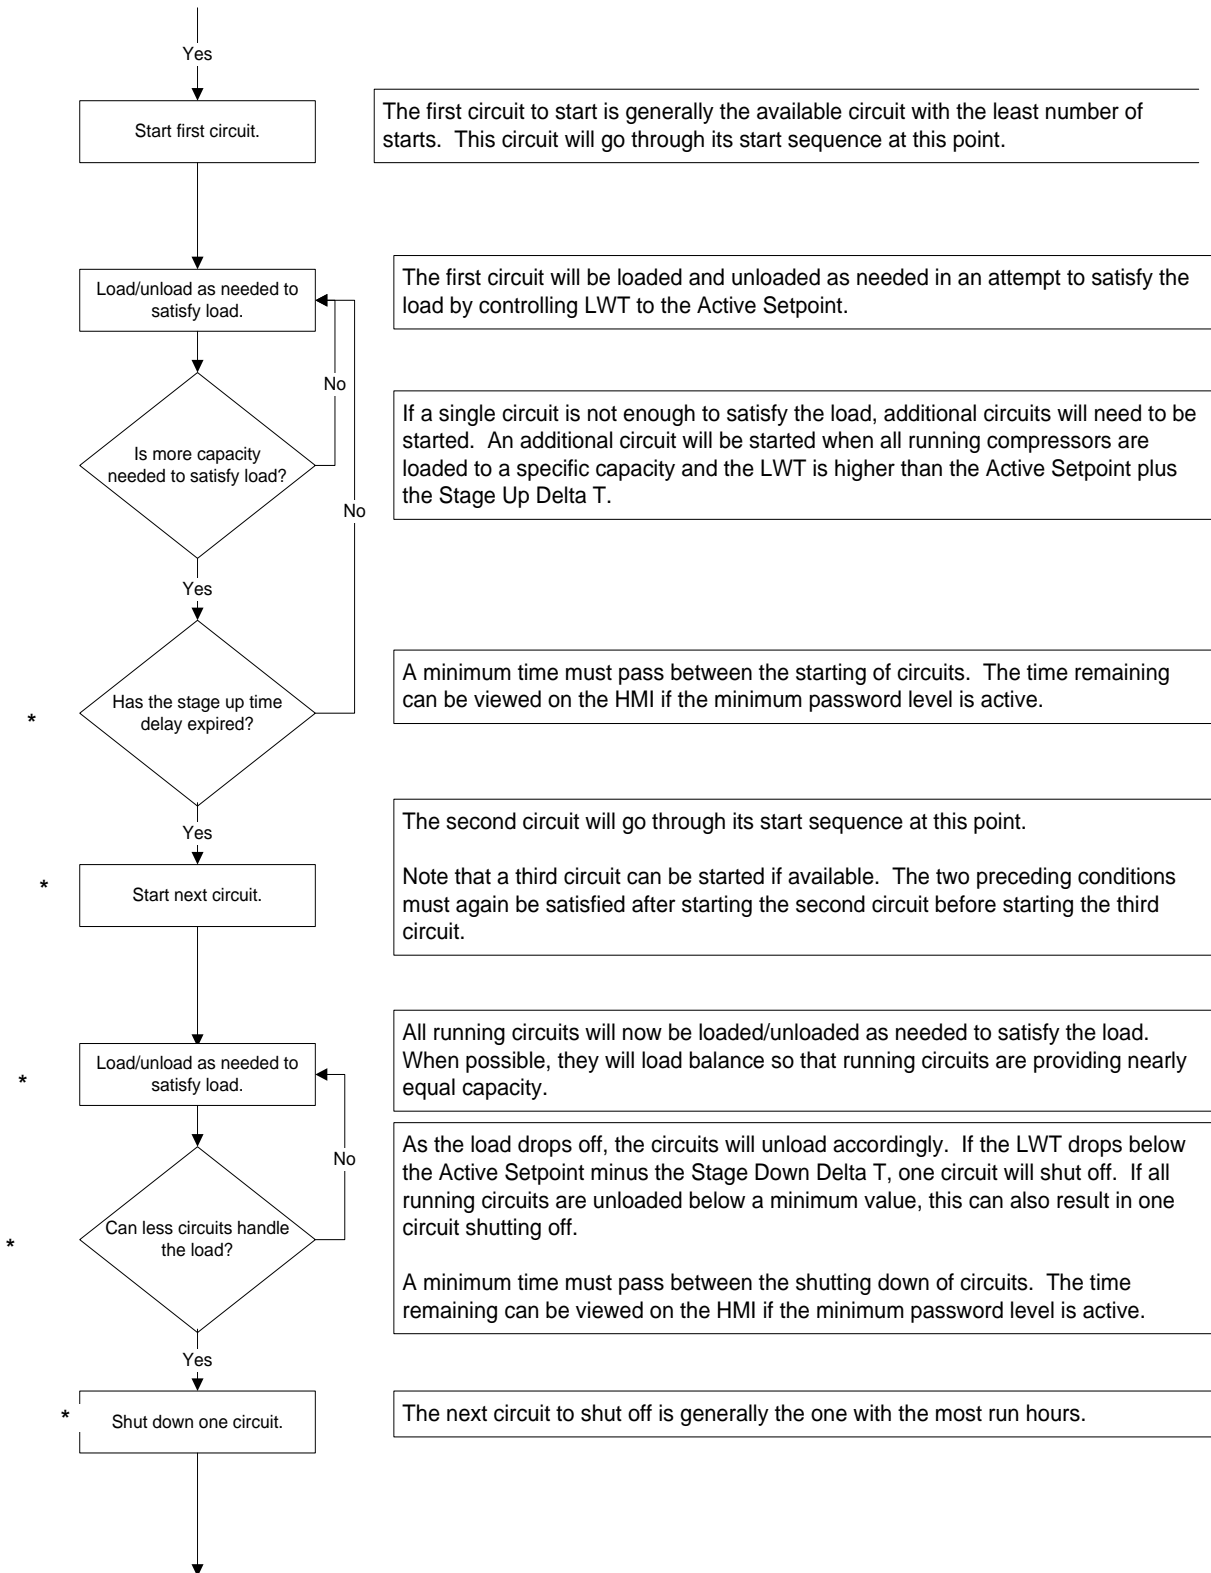 Yes
Start first circuit.
The first circuit to start is generally the available circuit with the least number of
starts.  This circuit will go through its start sequence at this point.
Load/unload as needed to
satisfy load.
The first circuit will be loaded and unloaded as needed in an attempt to satisfy the
load by controlling LWT to the Active Setpoint.
No
Is more capacity
needed to satisfy load?
If a single circuit is not enough to satisfy the load, additional circuits will need to be
started.  An additional circuit will be started when all running compressors are
loaded to a specific capacity and the LWT is higher than the Active Setpoint plus
the Stage Up Delta T.
No
Yes
*
Has the stage up time
delay expired?
A minimum time must pass between the starting of circuits.  The time remaining
can be viewed on the HMI if the minimum password level is active.
Yes
*
Start next circuit.
The second circuit will go through its start sequence at this point.
Note that a third circuit can be started if available.  The two preceding conditions
must again be satisfied after starting the second circuit before starting the third
circuit.
*
Load/unload as needed to
satisfy load.
All running circuits will now be loaded/unloaded as needed to satisfy the load.
When possible, they will load balance so that running circuits are providing nearly
equal capacity.
No
*
Can less circuits handle
the load?
As the load drops off, the circuits will unload accordingly.  If the LWT drops below
the Active Setpoint minus the Stage Down Delta T, one circuit will shut off.  If all
running circuits are unloaded below a minimum value, this can also result in one
circuit shutting off.
A minimum time must pass between the shutting down of circuits.  The time
remaining can be viewed on the HMI if the minimum password level is active.
Yes
*
Shut down one circuit.
The next circuit to shut off is generally the one with the most run hours.